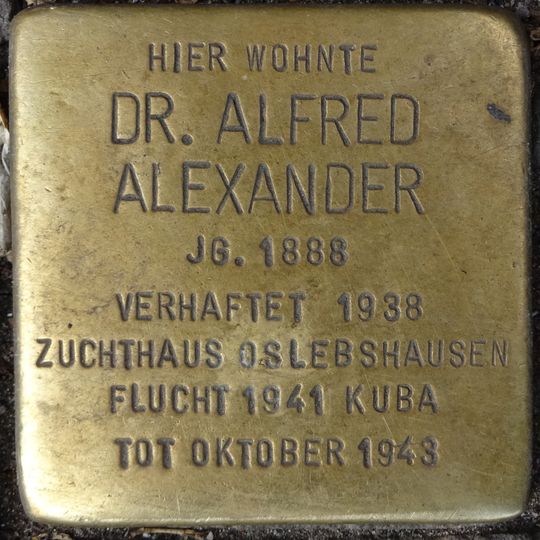 HIER WOHNTE
DR. ALFRED
ALEXANDER
JG. 1888
VERHAFTET 1938
ZUCHTHAUS OSLEBSHAUSEN
FLUCHT 1941 KUBA
TOT OKTOBER 1943